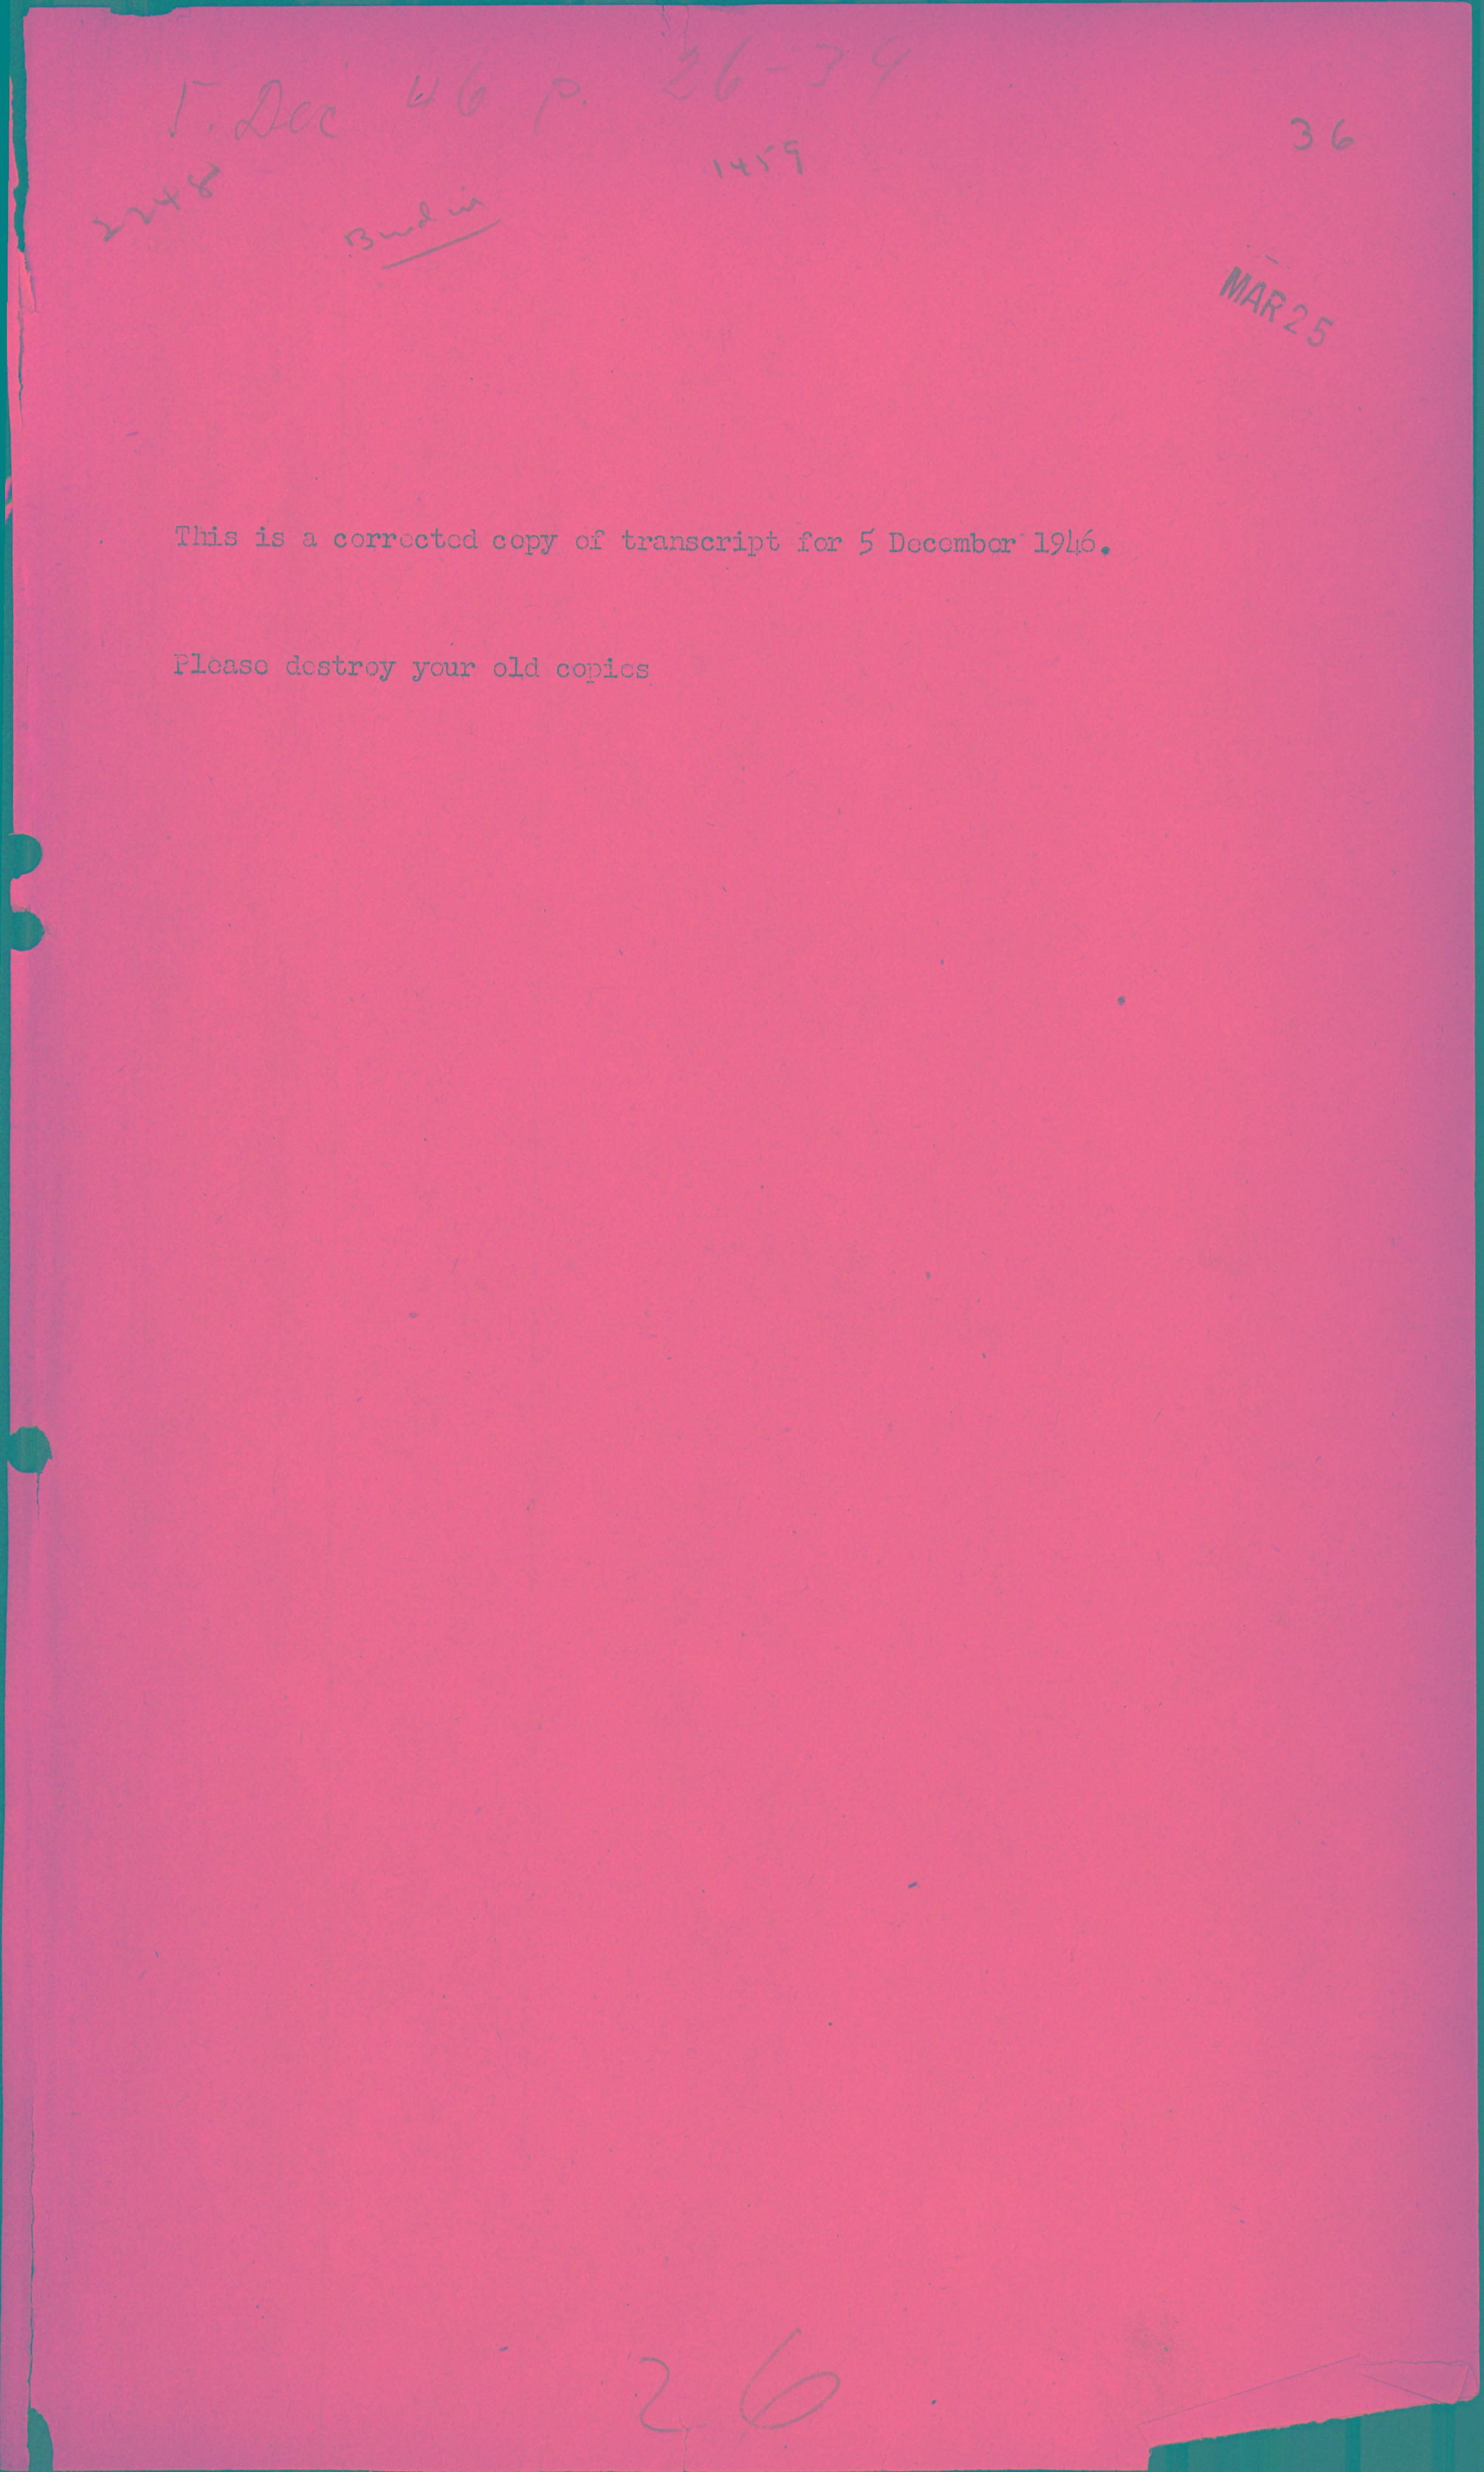 5. Dec 46 p. 26-34
36
1459
2248
MAR 25
This is a corrected copy of transcript for 5 December 1946.
Please destroy your old copies
26